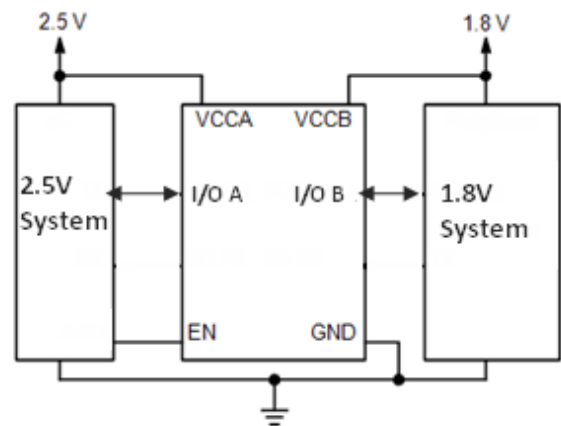 2.5 V
1.8 V
VCCA
VCCB
2.5V
System
I/O A
I/O B
1.8V
System
EN
GND